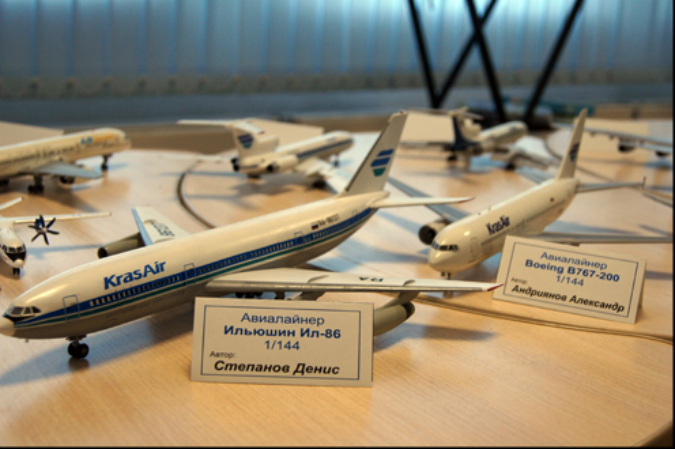 KrasAir
Авиалайнер
Ильюшин Ил-86
1/144
Автор:
Степанов Денис
KrasAir
Авиалайнер
Boeing B767-200
1/144
Автор:
Андриянов Александр